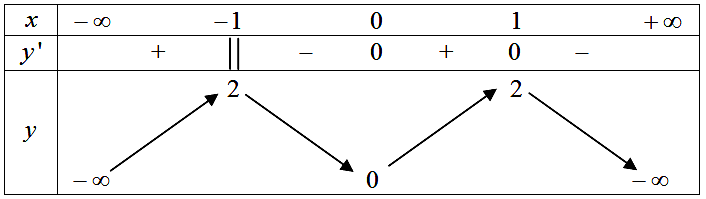 x −∞ −1 0 1 +∞
y' + || − 0 + 0 −
2 2
y
−∞ 0 −∞